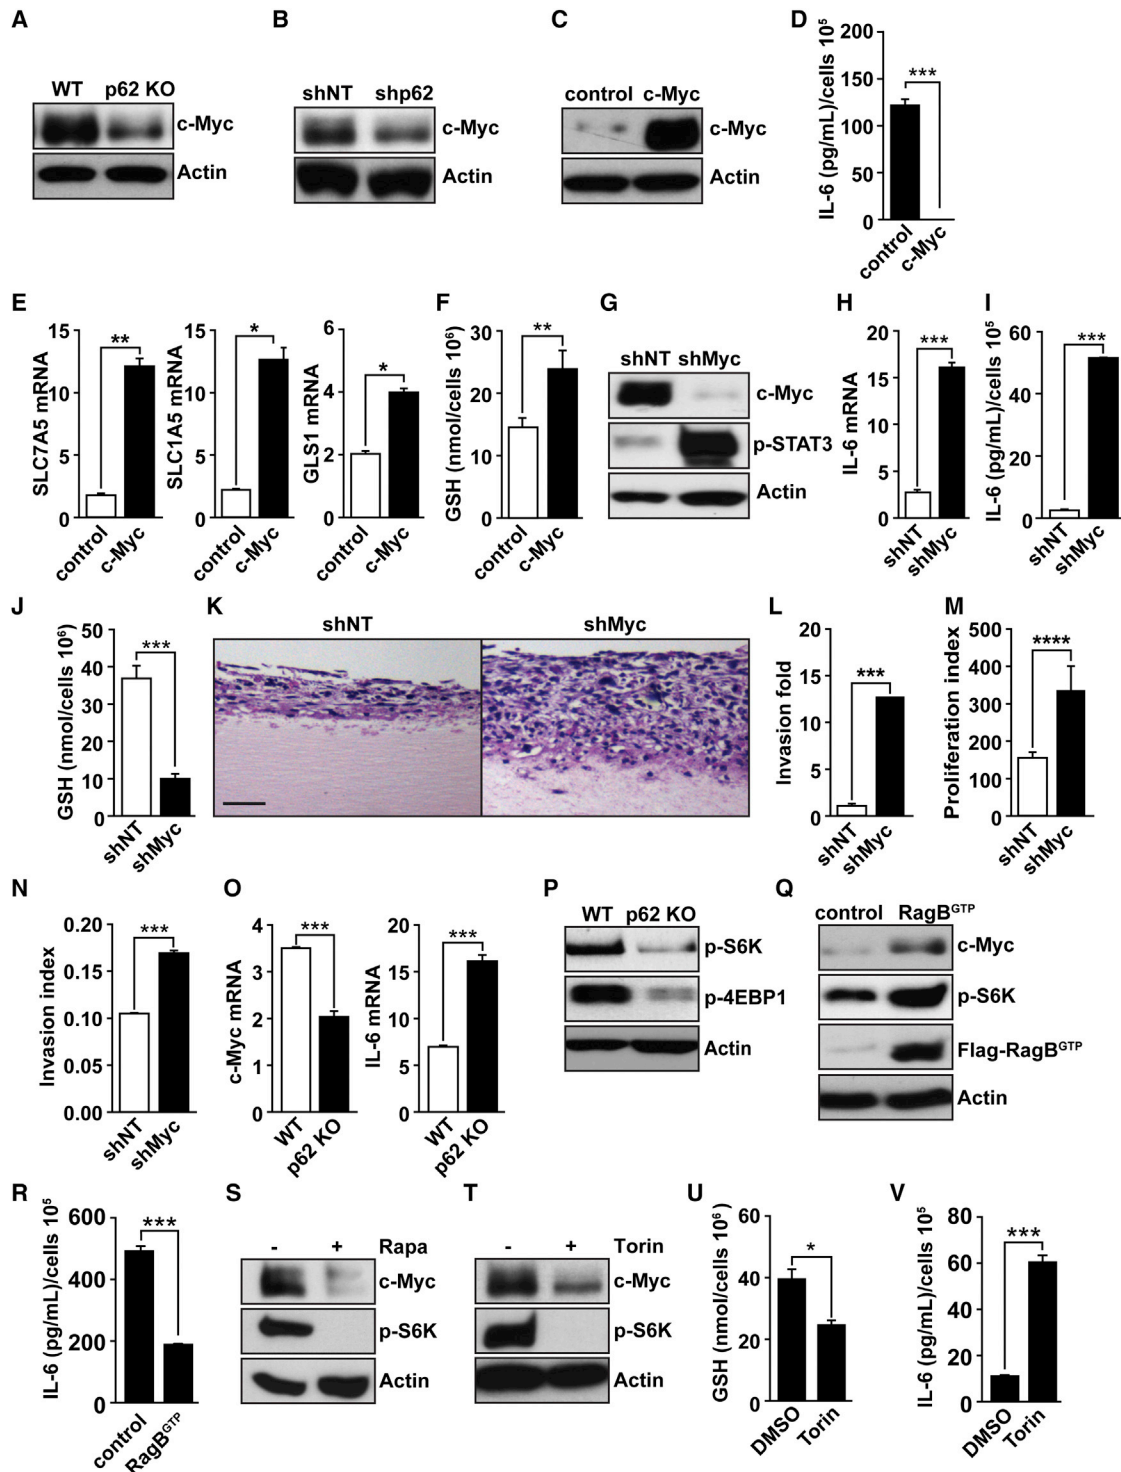 A
WT p62 KO
c-Myc
Actin
B
shNT shp62
c-Myc
Actin
C
control c-Myc
c-Myc
Actin
D
IL-6 (pg/mL)/cells 10⁵
200
150
100
50
0
***
control
c-Myc
E
SLC7A5 mRNA
15
10
5
0
**
control
c-Myc
SLC1A5 mRNA
15
10
5
0
*
control
c-Myc
GLS1 mRNA
6
4
2
0
*
control
c-Myc
F
GSH (nmol/cells 10⁶)
30
20
10
0
**
control
c-Myc
G
shNT shMyc
c-Myc
p-STAT3
Actin
H
IL-6 mRNA
20
15
10
5
0
***
shNT
shMyc
I
IL-6 (pg/mL)/cells 10⁵
60
40
20
0
***
shNT
shMyc
J
GSH (nmol/cells 10⁶)
50
40
30
20
10
0
***
shNT
shMyc
K
shNT shMyc
L
Invasion fold
20
15
10
5
0
***
shNT
shMyc
M
Proliferation index
500
400
300
200
100
0
****
shNT
shMyc
N
Invasion index
0.20
0.15
0.10
0.05
0.00
***
shNT
shMyc
O
c-Myc mRNA
4
3
2
1
0
***
WT
p62 KO
IL-6 mRNA
20
15
10
5
0
***
WT
p62 KO
P
WT p62 KO
p-S6K
p-4EBP1
Actin
Q
control RagBᴳᵀᴾ
c-Myc
p-S6K
Flag-RagBᴳᵀᴾ
Actin
R
IL-6 (pg/mL)/cells 10⁵
600
400
200
0
***
control
RagBᴳᵀᴾ
S
- + Rapa
c-Myc
p-S6K
Actin
T
- + Torin
c-Myc
p-S6K
Actin
U
GSH (nmol/cells 10⁶)
60
40
20
0
*
DMSO
Torin
V
IL-6 (pg/mL)/cells 10⁵
80
60
40
20
0
***
DMSO
Torin